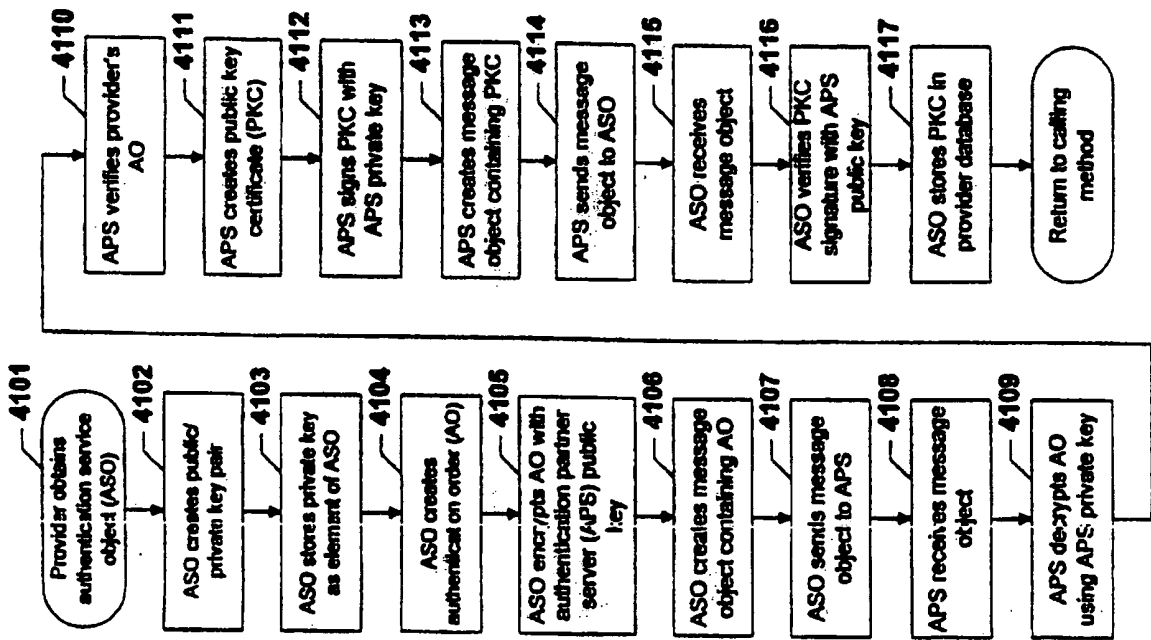 4101
Provider obtains
authentication service
object (ASO)
4102
ASO creates public/
private key pair
4103
ASO stores private key
as element of ASO
4104
ASO creates
authenticat on order (AO)
4105
ASO encrypts AO with
authentication partner
server (APS) public
key
4106
ASO creates message
object containing AO
4107
ASO sends message
object to APS
4108
APS receives message
object
4109
APS decrypts AO
using APS private key
4110
APS verifies provider's
AO
4111
APS creates public key
certificate (PKC)
4112
APS signs PKC with
APS private key
4113
APS creates message
object containing PKC
4114
APS sends message
object to ASO
4115
ASO receives
message object
4116
ASO verifies PKC
signature with APS
public key
4117
ASO stores PKC in
provider database
Return to calling
method